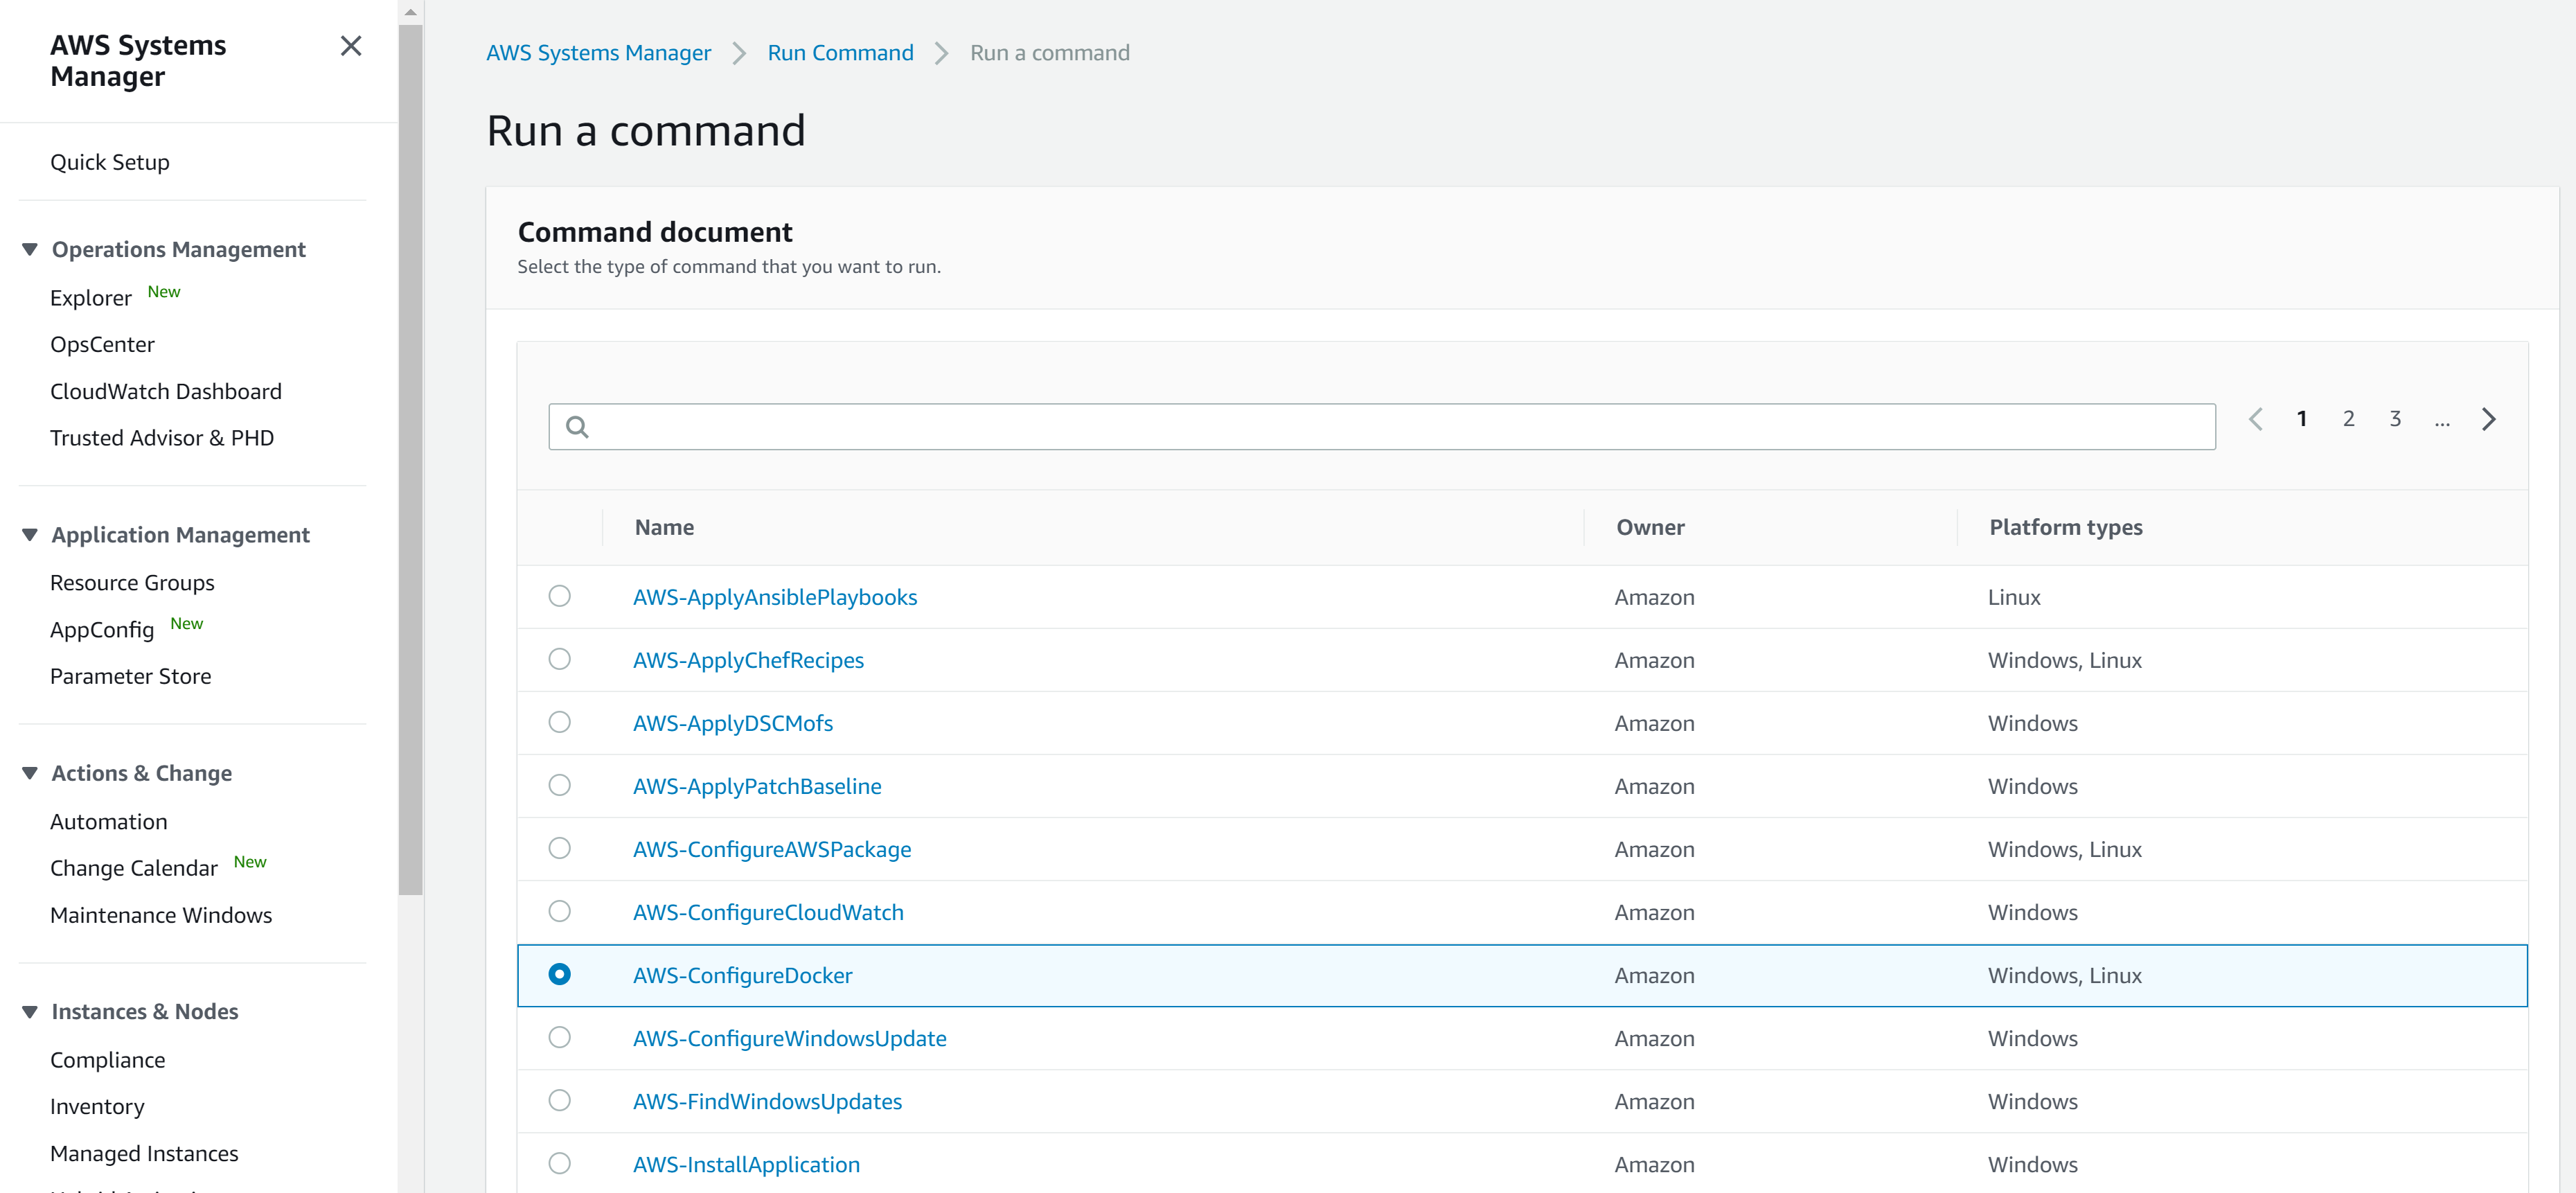 AWS Systems
Manager
Quick Setup
Operations Management
Explorer New
OpsCenter
CloudWatch Dashboard
Trusted Advisor & PHD
Application Management
Resource Groups
AppConfig New
Parameter Store
Actions & Change
Automation
Change Calendar New
Maintenance Windows
Instances & Nodes
Compliance
Inventory
Managed Instances
AWS Systems Manager > Run Command > Run a command
Run a command
Command document
Select the type of command that you want to run.
1 2 3 ...
Name Owner Platform types
AWS-ApplyAnsiblePlaybooks Amazon Linux
AWS-ApplyChefRecipes Amazon Windows, Linux
AWS-ApplyDSCMofs Amazon Windows
AWS-ApplyPatchBaseline Amazon Windows
AWS-ConfigureAWSPackage Amazon Windows, Linux
AWS-ConfigureCloudWatch Amazon Windows
AWS-ConfigureDocker Amazon Windows, Linux
AWS-ConfigureWindowsUpdate Amazon Windows
AWS-FindWindowsUpdates Amazon Windows
AWS-InstallApplication Amazon Windows